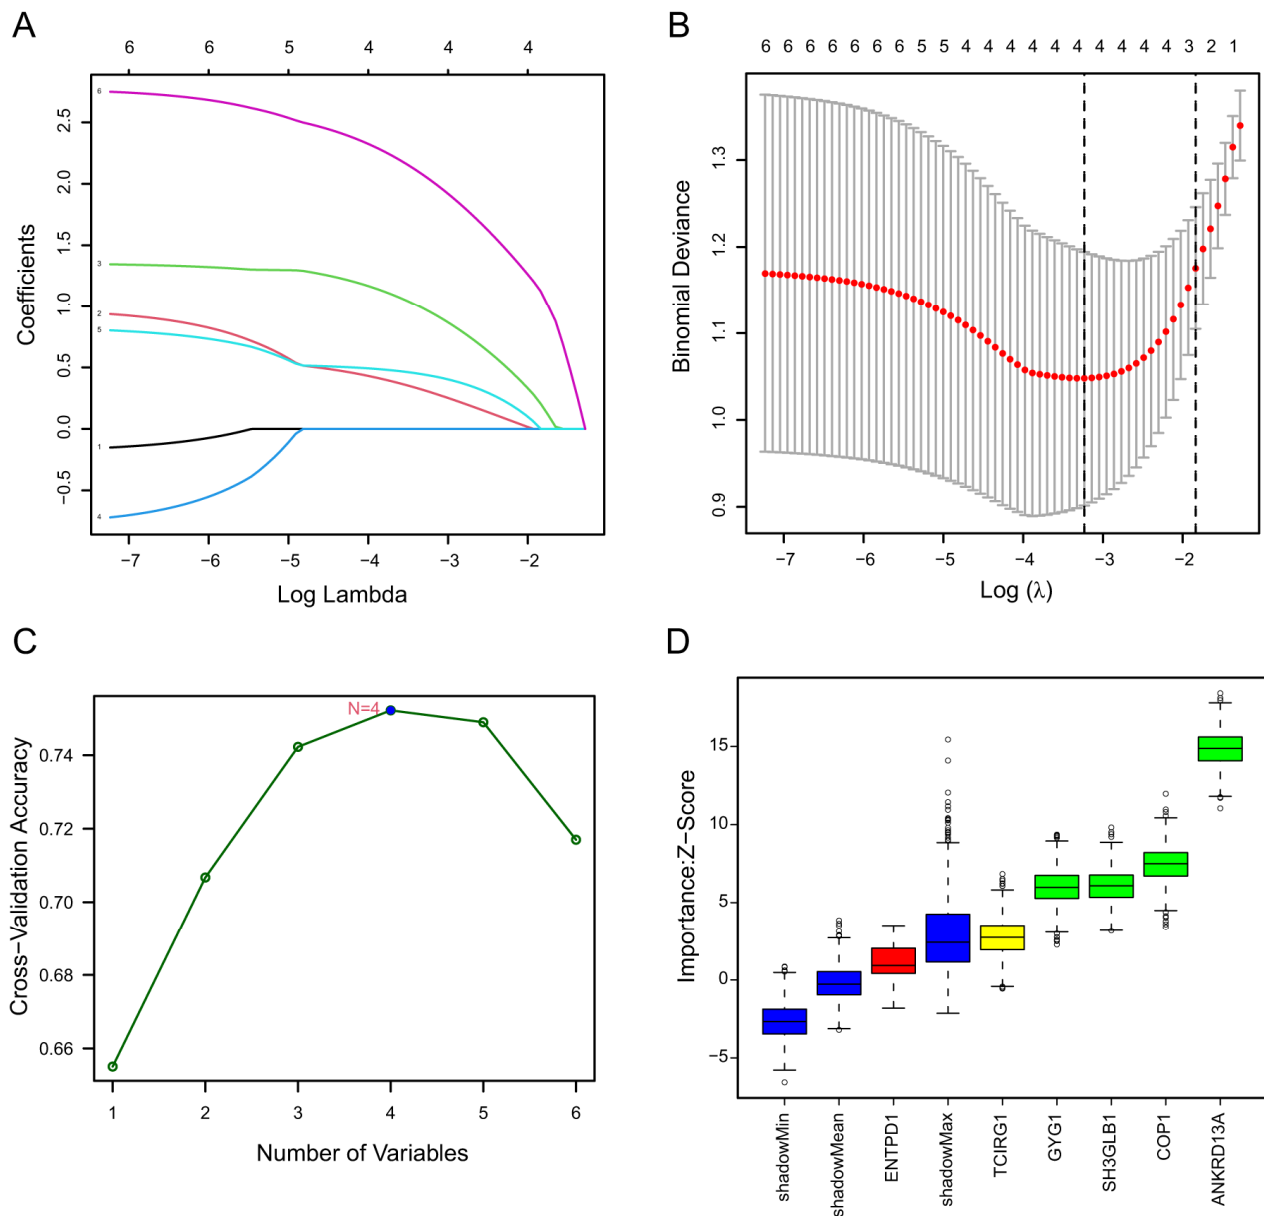 A
6 6 5 4 4 4
6
3
2
5
1
4
2.5
2.0
1.5
1.0
0.5
0.0
−0.5
Coefficients
−7 −6 −5 −4 −3 −2
Log Lambda
B
6 6 6 6 6 6 6 5 5 4 4 4 4 4 4 4 4 4 4 3 2 1
1.3
1.2
1.1
1.0
0.9
Binomial Deviance
−7 −6 −5 −4 −3 −2
Log (λ)
C
N=4
0.74
0.72
0.70
0.68
0.66
Cross−Validation Accuracy
1 2 3 4 5 6
Number of Variables
D
15
10
5
0
−5
Importance:Z−Score
shadowMin
shadowMean
ENTPD1
shadowMax
TCIRG1
GYG1
SH3GLB1
COP1
ANKRD13A